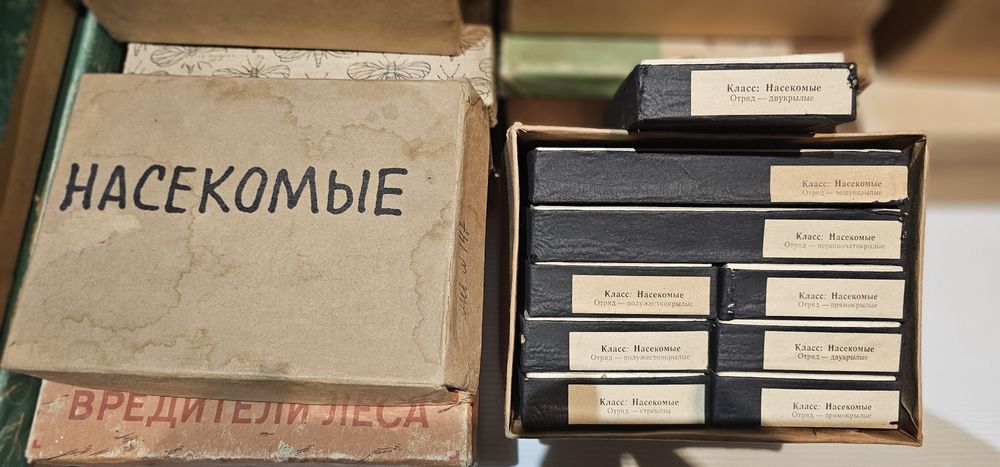 НАСЕКОМЫЕ
ВРЕДИТЕЛИ ЛЕСА
Класс: Насекомые
Отряд — двукрылые
Класс: Насекомые
Отряд — чешуекрылые
Класс: Насекомые
Отряд — перепончатокрылые
Класс: Насекомые
Отряд — полужесткокрылые
Класс: Насекомые
Отряд — прямокрылые
Класс: Насекомые
Отряд — полужесткокрылые
Класс: Насекомые
Отряд — двукрылые
Класс: Насекомые
Отряд — стрекозы
Класс: Насекомые
Отряд — прямокрылые